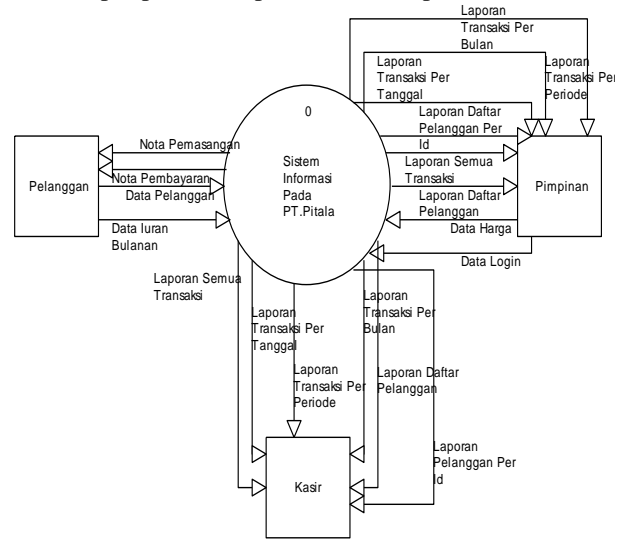 Laporan
Transaksi Per
Bulan
Laporan
Transaksi Per
Tanggal
Laporan
Transaksi Per
Periode
0
Sistem
Informasi
Pada
PT.Pitala
Laporan Daftar
Pelanggan Per
Id
Laporan Semua
Transaksi
Laporan Daftar
Pelanggan
Data Harga
Data Login
Pimpinan
Pelanggan
Nota Pemasangan
Nota Pembayaran
Data Pelanggan
Data Iuran
Bulanan
Laporan Semua
Transaksi
Laporan
Transaksi Per
Tanggal
Laporan
Transaksi Per
Periode
Laporan
Transaksi Per
Bulan
Laporan Daftar
Pelanggan
Laporan
Pelanggan Per
Id
Kasir